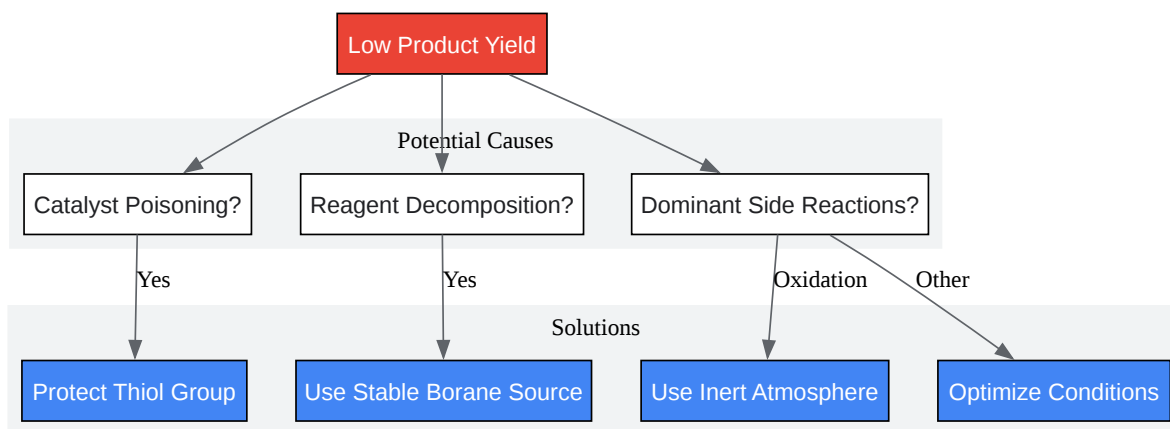 Low Product Yield
Potential Causes
Catalyst Poisoning?
Reagent Decomposition?
Dominant Side Reactions?
Yes
Yes
Oxidation
Other
Solutions
Protect Thiol Group
Use Stable Borane Source
Use Inert Atmosphere
Optimize Conditions